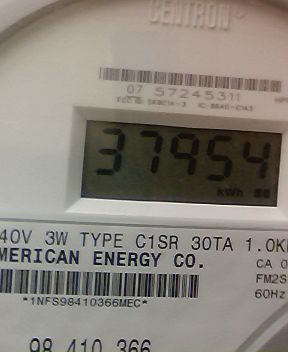 CENTRON®
07 57245311
37954
kWh
40V 3W TYPE C1SR 30TA 1.0K
MERICAN ENERGY CO.
CA 0
FM2S
60Hz
*1NFS98410366MEC*
98 410 366